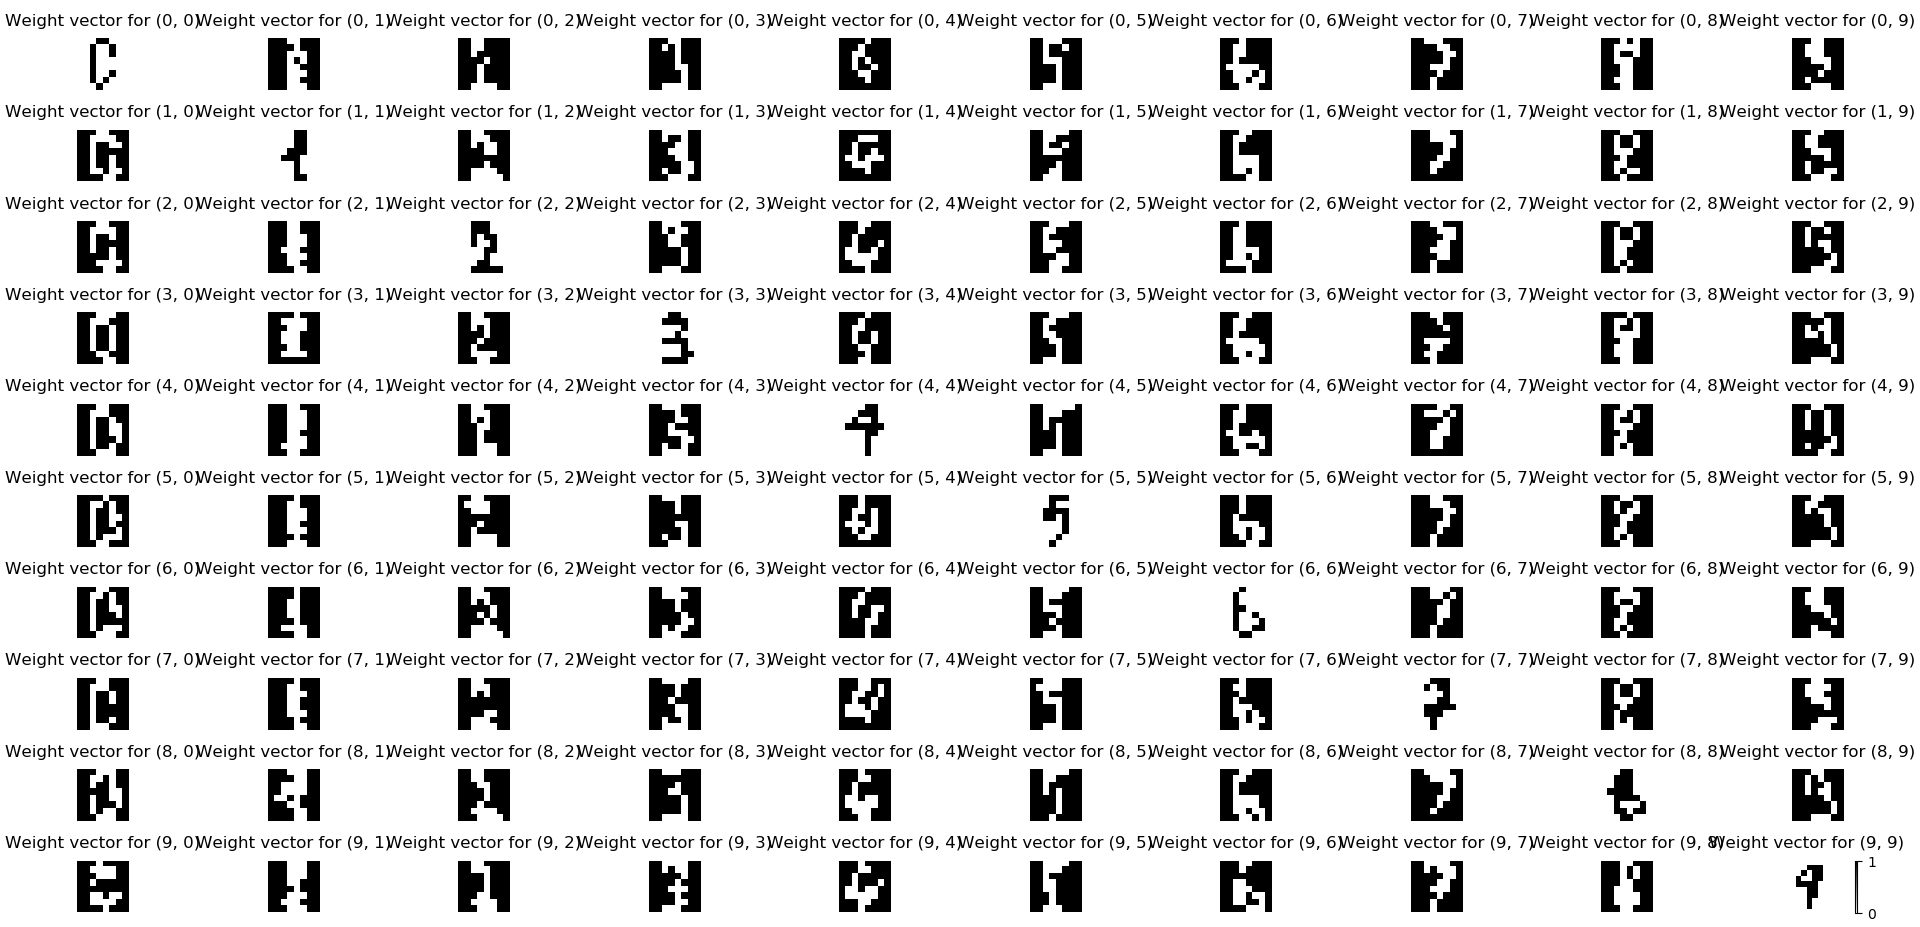 Weight vector for (0, 0) Weight vector for (0, 1) Weight vector for (0, 2) Weight vector for (0, 3) Weight vector for (0, 4) Weight vector for (0, 5) Weight vector for (0, 6) Weight vector for (0, 7) Weight vector for (0, 8) Weight vector for (0, 9)
Weight vector for (1, 0) Weight vector for (1, 1) Weight vector for (1, 2) Weight vector for (1, 3) Weight vector for (1, 4) Weight vector for (1, 5) Weight vector for (1, 6) Weight vector for (1, 7) Weight vector for (1, 8) Weight vector for (1, 9)
Weight vector for (2, 0) Weight vector for (2, 1) Weight vector for (2, 2) Weight vector for (2, 3) Weight vector for (2, 4) Weight vector for (2, 5) Weight vector for (2, 6) Weight vector for (2, 7) Weight vector for (2, 8) Weight vector for (2, 9)
Weight vector for (3, 0) Weight vector for (3, 1) Weight vector for (3, 2) Weight vector for (3, 3) Weight vector for (3, 4) Weight vector for (3, 5) Weight vector for (3, 6) Weight vector for (3, 7) Weight vector for (3, 8) Weight vector for (3, 9)
Weight vector for (4, 0) Weight vector for (4, 1) Weight vector for (4, 2) Weight vector for (4, 3) Weight vector for (4, 4) Weight vector for (4, 5) Weight vector for (4, 6) Weight vector for (4, 7) Weight vector for (4, 8) Weight vector for (4, 9)
Weight vector for (5, 0) Weight vector for (5, 1) Weight vector for (5, 2) Weight vector for (5, 3) Weight vector for (5, 4) Weight vector for (5, 5) Weight vector for (5, 6) Weight vector for (5, 7) Weight vector for (5, 8) Weight vector for (5, 9)
Weight vector for (6, 0) Weight vector for (6, 1) Weight vector for (6, 2) Weight vector for (6, 3) Weight vector for (6, 4) Weight vector for (6, 5) Weight vector for (6, 6) Weight vector for (6, 7) Weight vector for (6, 8) Weight vector for (6, 9)
Weight vector for (7, 0) Weight vector for (7, 1) Weight vector for (7, 2) Weight vector for (7, 3) Weight vector for (7, 4) Weight vector for (7, 5) Weight vector for (7, 6) Weight vector for (7, 7) Weight vector for (7, 8) Weight vector for (7, 9)
Weight vector for (8, 0) Weight vector for (8, 1) Weight vector for (8, 2) Weight vector for (8, 3) Weight vector for (8, 4) Weight vector for (8, 5) Weight vector for (8, 6) Weight vector for (8, 7) Weight vector for (8, 8) Weight vector for (8, 9)
Weight vector for (9, 0) Weight vector for (9, 1) Weight vector for (9, 2) Weight vector for (9, 3) Weight vector for (9, 4) Weight vector for (9, 5) Weight vector for (9, 6) Weight vector for (9, 7) Weight vector for (9, 8) Weight vector for (9, 9)
1
0